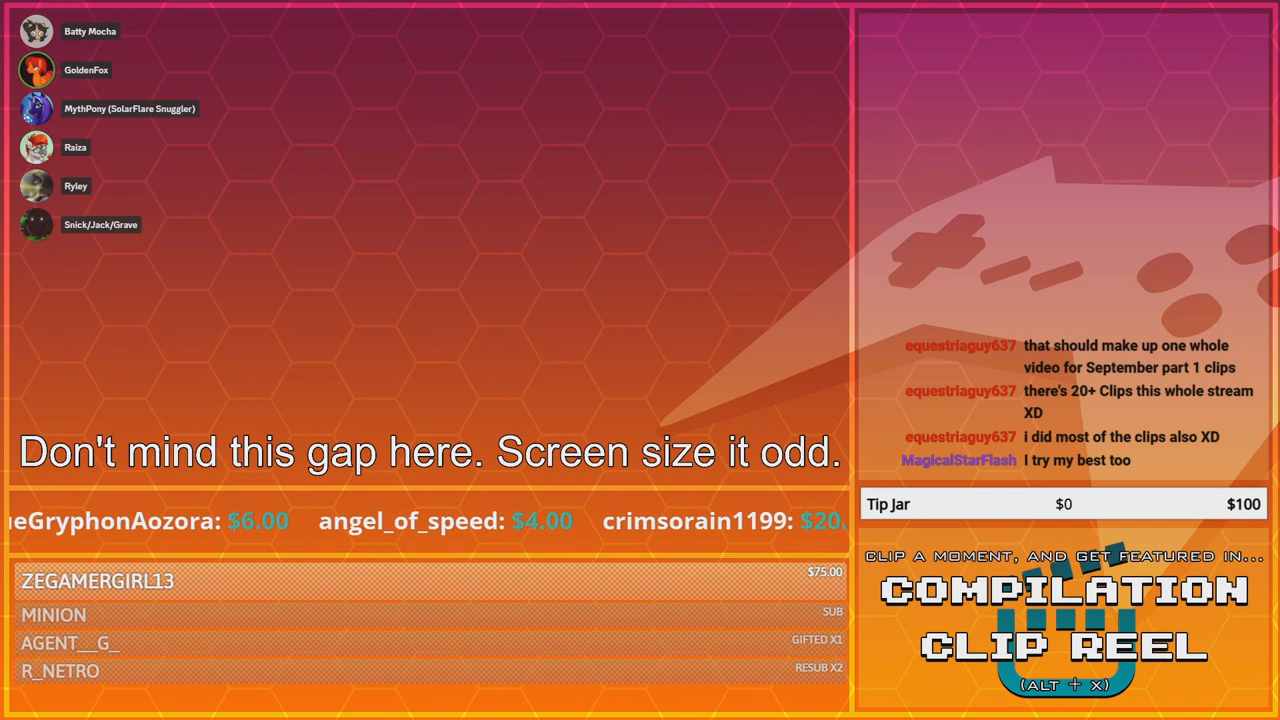 Batty Mocha
GoldenFox
MythPony (SolarFlare Snuggler)
Raiza
Ryley
Snick/Jack/Grave
Don't mind this gap here. Screen size it odd.
ueGryphonAozora: $6.00 angel_of_speed: $4.00 crimsorain1199: $20.
ZEGAMERGIRL13 $75.00
MINION SUB
AGENT__G_ GIFTED X1
R_NETRO RESUB X2
equestriaguy637 that should make up one whole
video for September part 1 clips
equestriaguy637 there's 20+ Clips this whole stream
XD
equestriaguy637 i did most of the clips also XD
MagicalStarFlash I try my best too
Tip Jar $0 $100
CLIP A MOMENT, AND GET FEATURED IN...
COMPILATION
CLIP REEL
(ALT + X)